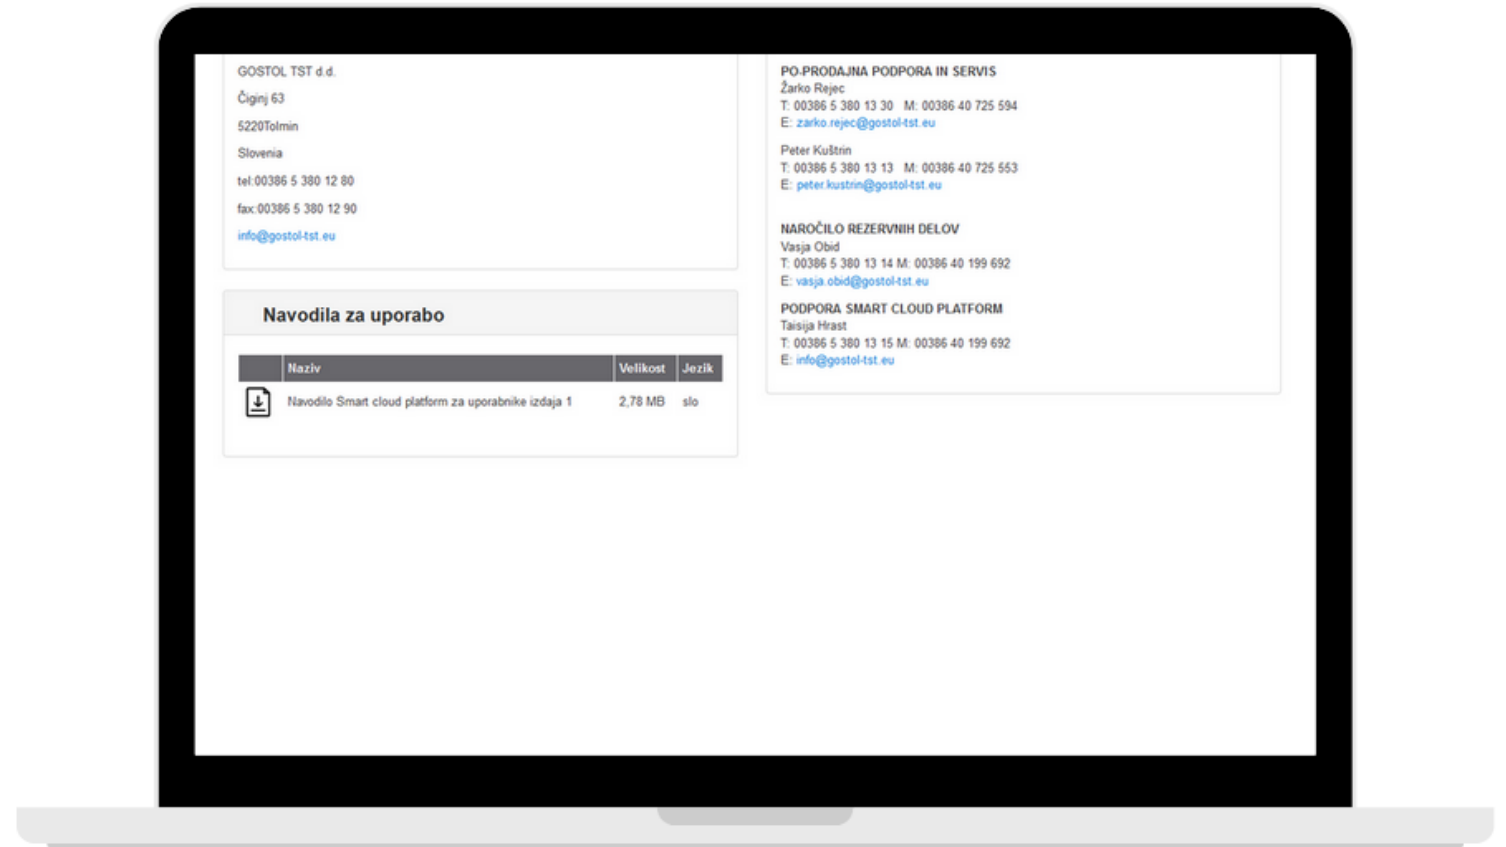 GOSTOL TST d.d.
Čiginj 63
5220Tolmin
Slovenia
tel:00386 5 380 12 80
fax:00386 5 380 12 90
info@gostol-tst.eu
Navodila za uporabo
Naziv Velikost Jezik
Navodilo Smart cloud platform za uporabnike izdaja 1 2,78 MB slo
PO-PRODAJNA PODPORA IN SERVIS
Žarko Rejec
T: 00386 5 380 13 30 M: 00386 40 725 594
E: zarko.rejec@gostol-tst.eu
Peter Kuštrin
T: 00386 5 380 13 13 M: 00386 40 725 553
E: peter.kustrin@gostol-tst.eu
NAROČILO REZERVNIH DELOV
Vasja Obid
T: 00386 5 380 13 14 M: 00386 40 199 692
E: vasja.obid@gostol-tst.eu
PODPORA SMART CLOUD PLATFORM
Taisija Hrast
T: 00386 5 380 13 15 M: 00386 40 199 692
E: info@gostol-tst.eu